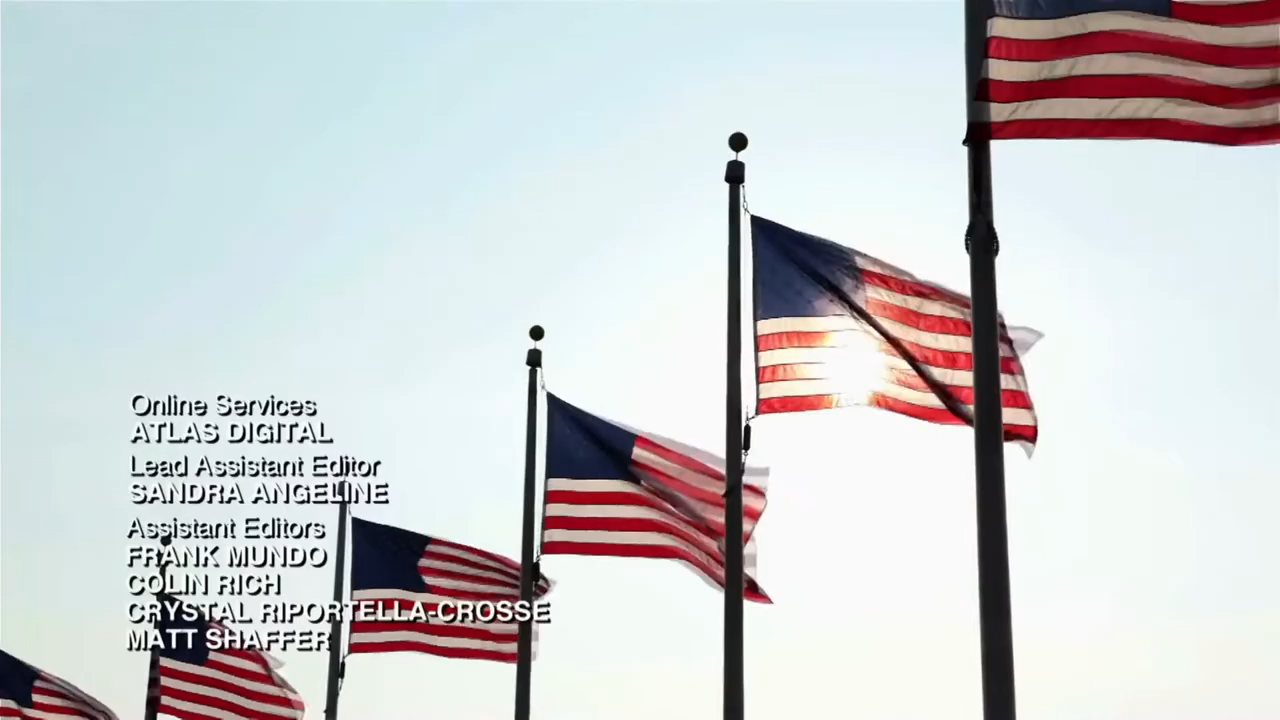 Online Services
ATLAS DIGITAL
Lead Assistant Editor
SANDRA ANGELINE
Assistant Editors
FRANK MUNDO
COLIN RICH
CRYSTAL RIPORTELLA-CROSSE
MATT SHAFFER